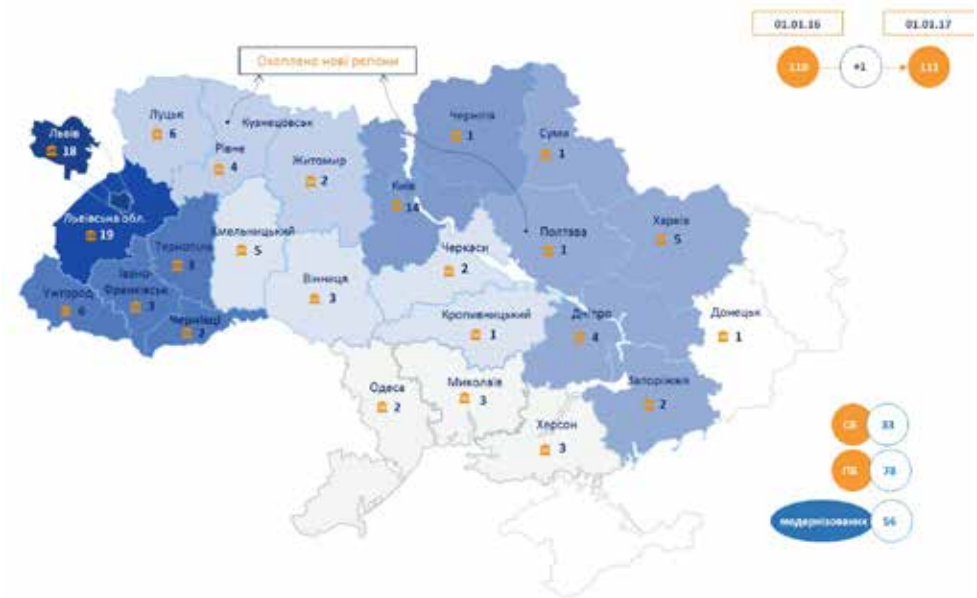 01.01.16
01.01.17
110
+1
111
Охоплено нові регіони
Чернігів
1
Суми
1
Луцьк
6
Кузнецовськ
Рівне
4
Житомир
2
Київ
14
Львів
18
Львівська обл.
19
Тернопіль
3
Хмельницький
5
Полтава
1
Харків
5
Черкаси
2
Вінниця
3
Івано-
Франківськ
3
Ужгород
6
Чернівці
2
Кропивницький
1
Дніпро
4
Донецьк
1
Запоріжжя
2
Одеса
2
Миколаїв
3
Херсон
3
СБ
33
ПБ
78
модернізованих
56